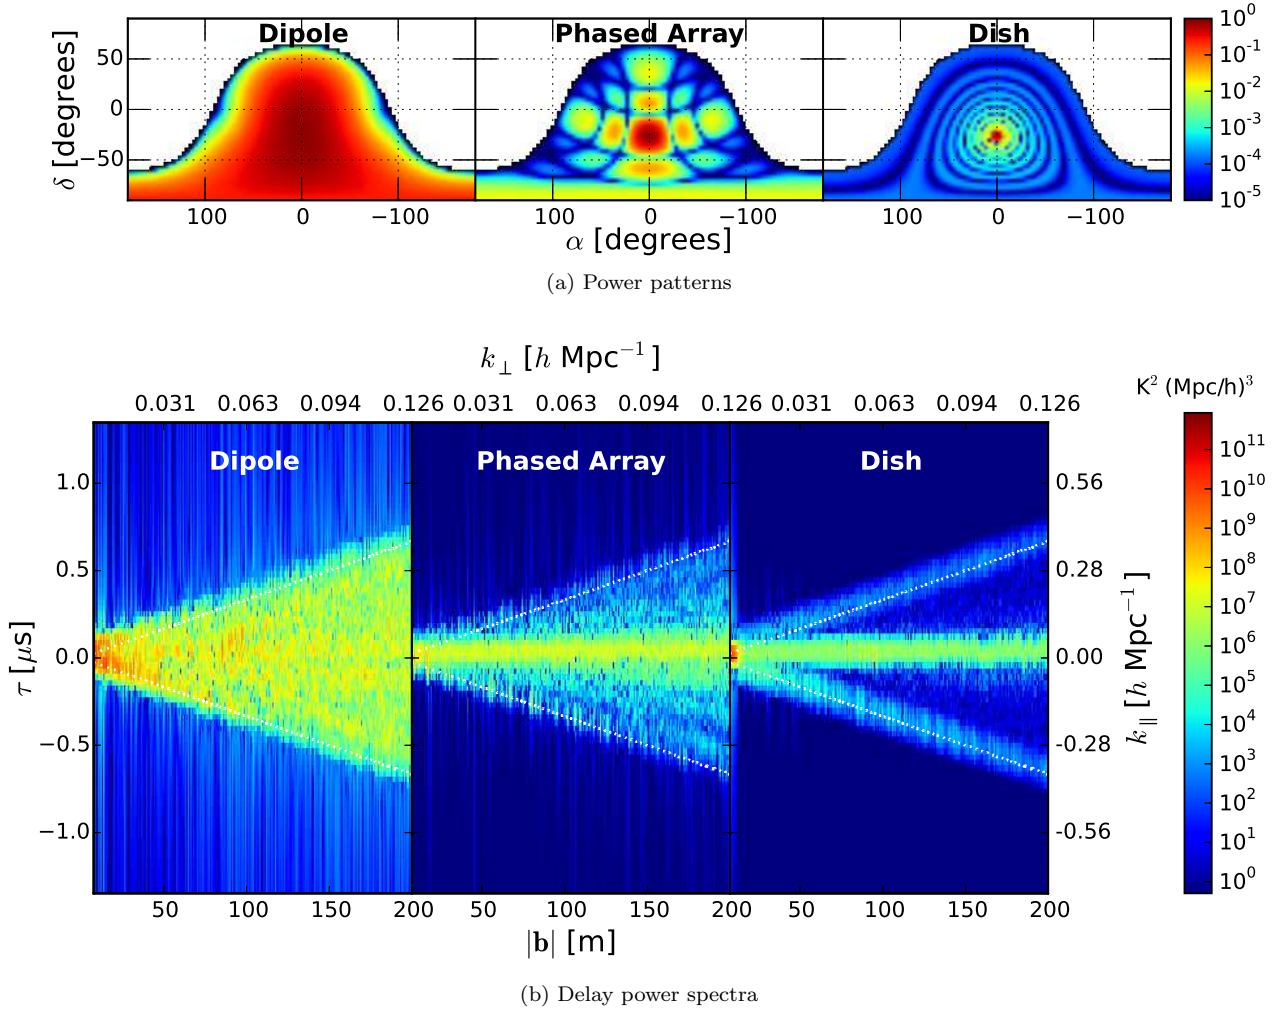 Dipole Phased Array Dish
δ [degrees]
50
0
−50
100 0 −100 100 0 −100 100 0 −100
α [degrees]
10^0
10^-1
10^-2
10^-3
10^-4
10^-5
(a) Power patterns
k_⊥ [h Mpc^−1]
0.031 0.063 0.094 0.126 0.031 0.063 0.094 0.126 0.031 0.063 0.094 0.126
Dipole Phased Array Dish
τ [μs]
1.0
0.5
0.0
−0.5
−1.0
0.56
0.28
0.00
-0.28
-0.56
k_∥ [h Mpc^−1]
50 100 150 200 50 100 150 200 50 100 150 200
|b| [m]
K^2 (Mpc/h)^3
10^11
10^10
10^9
10^8
10^7
10^6
10^5
10^4
10^3
10^2
10^1
10^0
(b) Delay power spectra